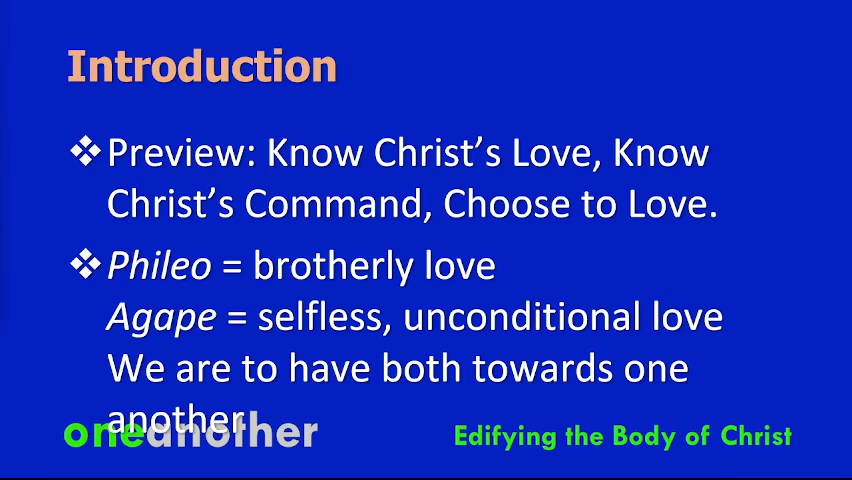 Introduction
❖Preview: Know Christ's Love, Know
Christ's Command, Choose to Love.
❖Phileo = brotherly love
Agape = selfless, unconditional love
We are to have both towards one
another
oneanother
Edifying the Body of Christ